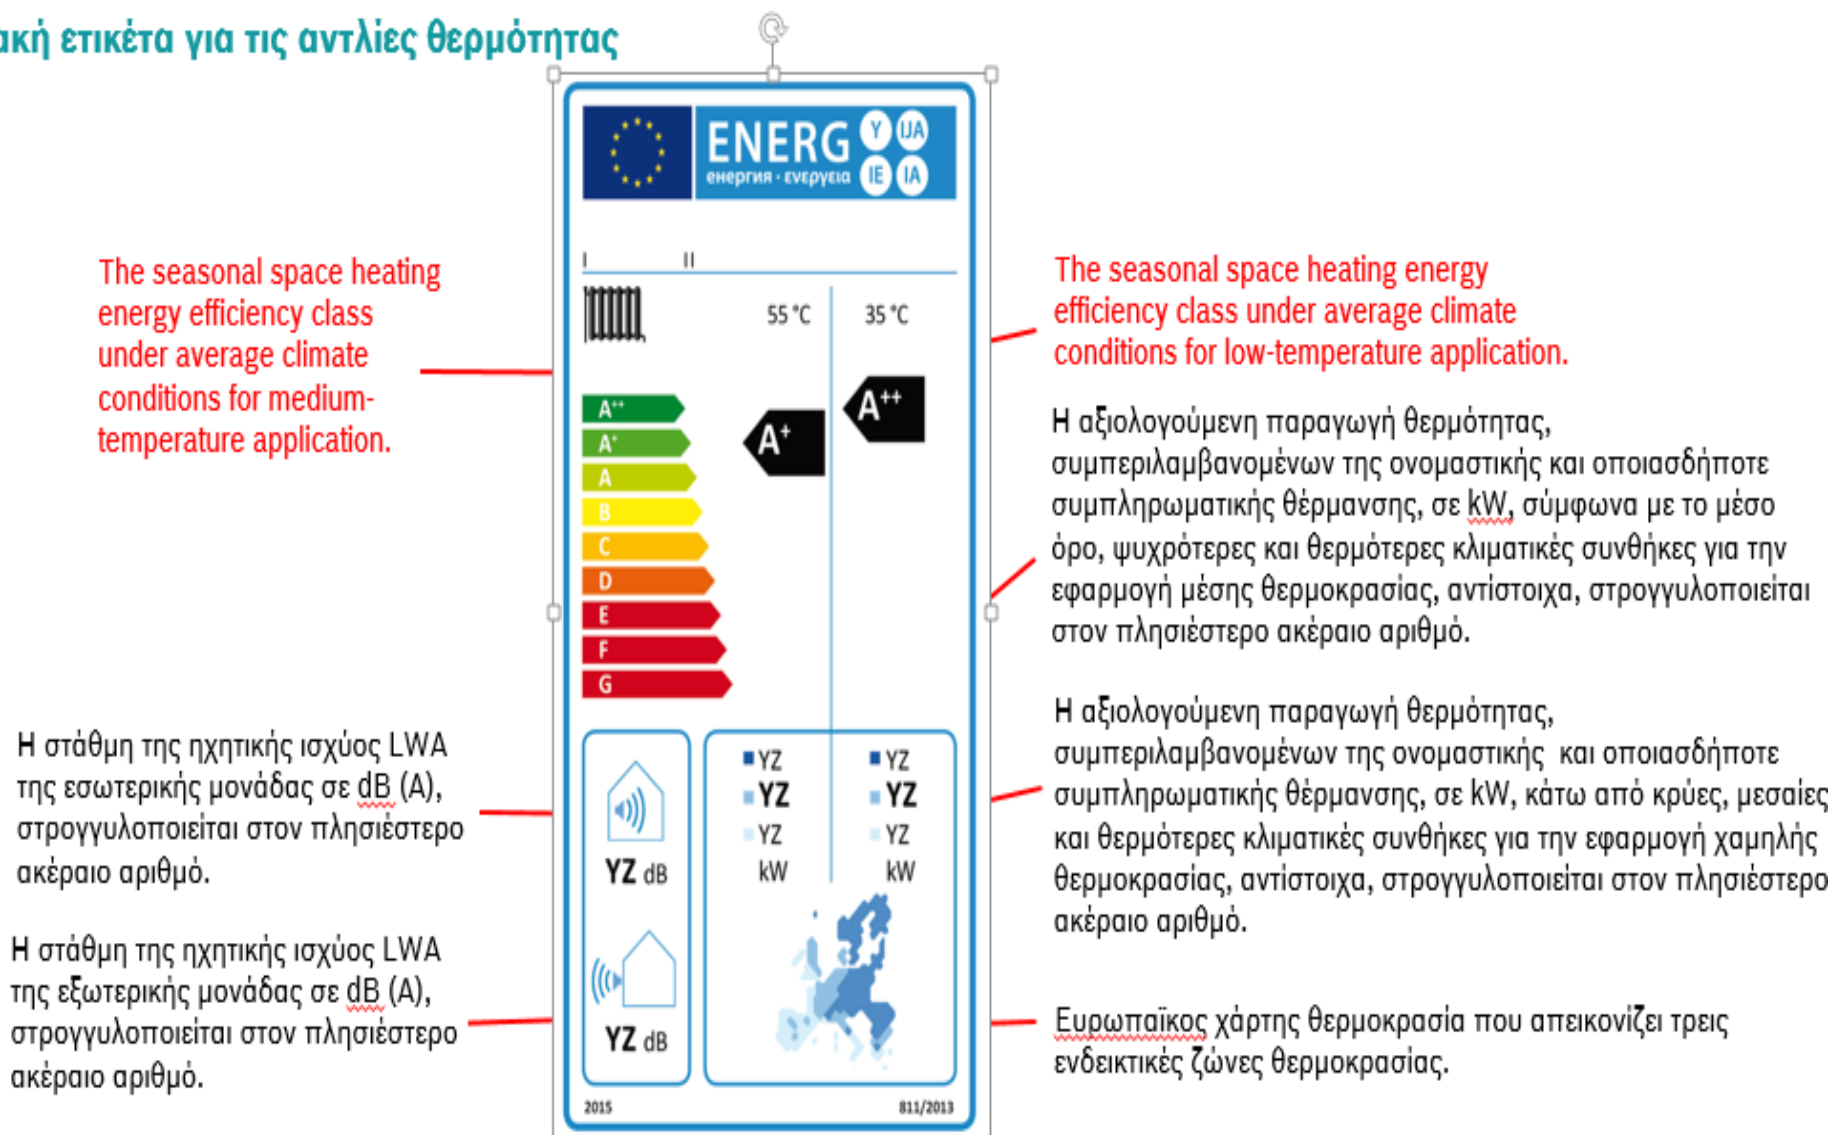 ακή ετικέτα για τις αντλίες θερμότητας
ENERG Y IJA
енергия · ενεργεια IE IA
I II
55 °C 35 °C
A++
A+
A
B
C
D
E
F
G
A+
A++
YZ YZ
YZ YZ
YZ YZ
kW kW
YZ dB
YZ dB
2015 811/2013
The seasonal space heating
energy efficiency class
under average climate
conditions for medium-
temperature application.
Η στάθμη της ηχητικής ισχύος LWA
της εσωτερικής μονάδας σε dB (A),
στρογγυλοποιείται στον πλησιέστερο
ακέραιο αριθμό.
Η στάθμη της ηχητικής ισχύος LWA
της εξωτερικής μονάδας σε dB (A),
στρογγυλοποιείται στον πλησιέστερο
ακέραιο αριθμό.
The seasonal space heating energy
efficiency class under average climate
conditions for low-temperature application.
Η αξιολογούμενη παραγωγή θερμότητας,
συμπεριλαμβανομένων της ονομαστικής και οποιασδήποτε
συμπληρωματικής θέρμανσης, σε kW, σύμφωνα με το μέσο
όρο, ψυχρότερες και θερμότερες κλιματικές συνθήκες για την
εφαρμογή μέσης θερμοκρασίας, αντίστοιχα, στρογγυλοποιείται
στον πλησιέστερο ακέραιο αριθμό.
Η αξιολογούμενη παραγωγή θερμότητας,
συμπεριλαμβανομένων της ονομαστικής και οποιασδήποτε
συμπληρωματικής θέρμανσης, σε kW, κάτω από κρύες, μεσαίες
και θερμότερες κλιματικές συνθήκες για την εφαρμογή χαμηλής
θερμοκρασίας, αντίστοιχα, στρογγυλοποιείται στον πλησιέστερο
ακέραιο αριθμό.
Ευρωπαϊκος χάρτης θερμοκρασία που απεικονίζει τρεις
ενδεικτικές ζώνες θερμοκρασίας.